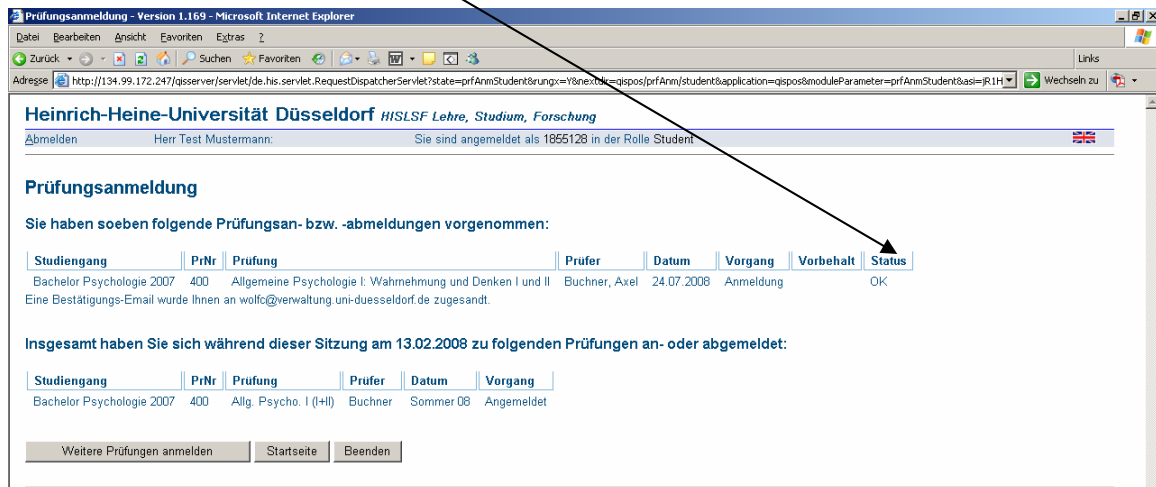 Prüfungsanmeldung - Version 1.169 - Microsoft Internet Explorer
Datei Bearbeiten Ansicht Favoriten Extras ?
Zurück Suchen Favoriten
Links
Adresse http://134.99.172.247/qisserver/servlet/de.his.servlet.RequestDispatcherServlet?state=prfAnmStudent&rungx=Y&nextdir=qispos/prfAnm/student&application=qispos&moduleParameter=prfAnmStudent&asi=jR1H Wechseln zu
Heinrich-Heine-Universität Düsseldorf HISLSF Lehre, Studium, Forschung
Abmelden Herr Test Mustermann: Sie sind angemeldet als 1855128 in der Rolle Student
Prüfungsanmeldung
Sie haben soeben folgende Prüfungsan- bzw. -abmeldungen vorgenommen:
Studiengang PrNr Prüfung Prüfer Datum Vorgang Vorbehalt Status
Bachelor Psychologie 2007 400 Allgemeine Psychologie I: Wahrnehmung und Denken I und II Buchner, Axel 24.07.2008 Anmeldung OK
Eine Bestätigungs-Email wurde Ihnen an wolfc@verwaltung.uni-duesseldorf.de zugesandt.
Insgesamt haben Sie sich während dieser Sitzung am 13.02.2008 zu folgenden Prüfungen an- oder abgemeldet:
Studiengang PrNr Prüfung Prüfer Datum Vorgang
Bachelor Psychologie 2007 400 Allg. Psycho. I (I+II) Buchner Sommer 08 Angemeldet
Weitere Prüfungen anmelden Startseite Beenden